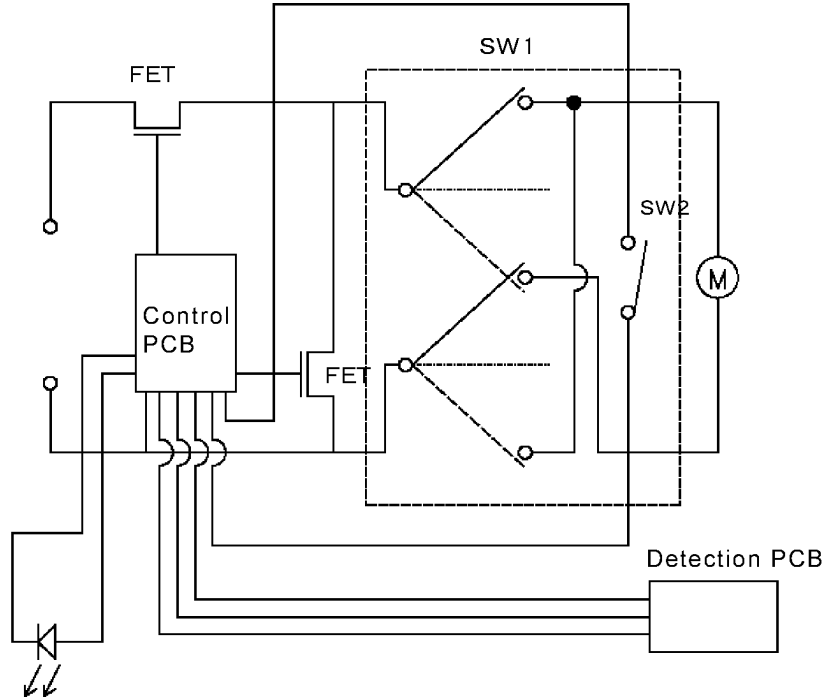 SW1
FET
SW2
M
Control
PCB
FET
Detection PCB